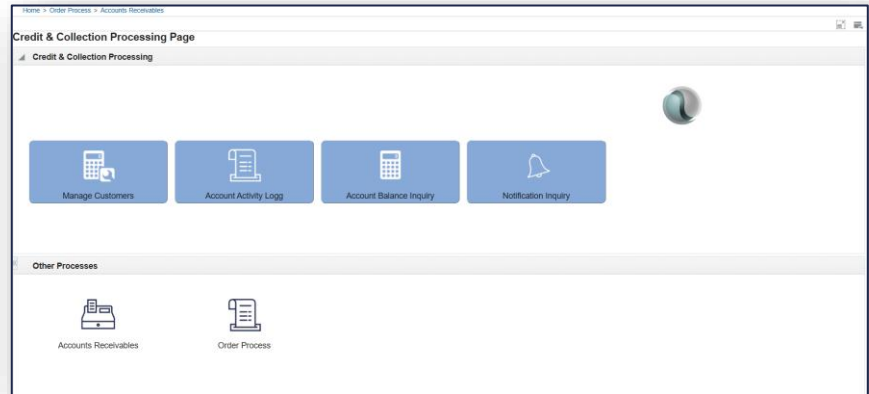 Home > Order Process > Accounts Receivables
Credit & Collection Processing Page
Credit & Collection Processing
Manage Customers
Account Activity Logg
Account Balance Inquiry
Notification Inquiry
Other Processes
Accounts Receivables
Order Process